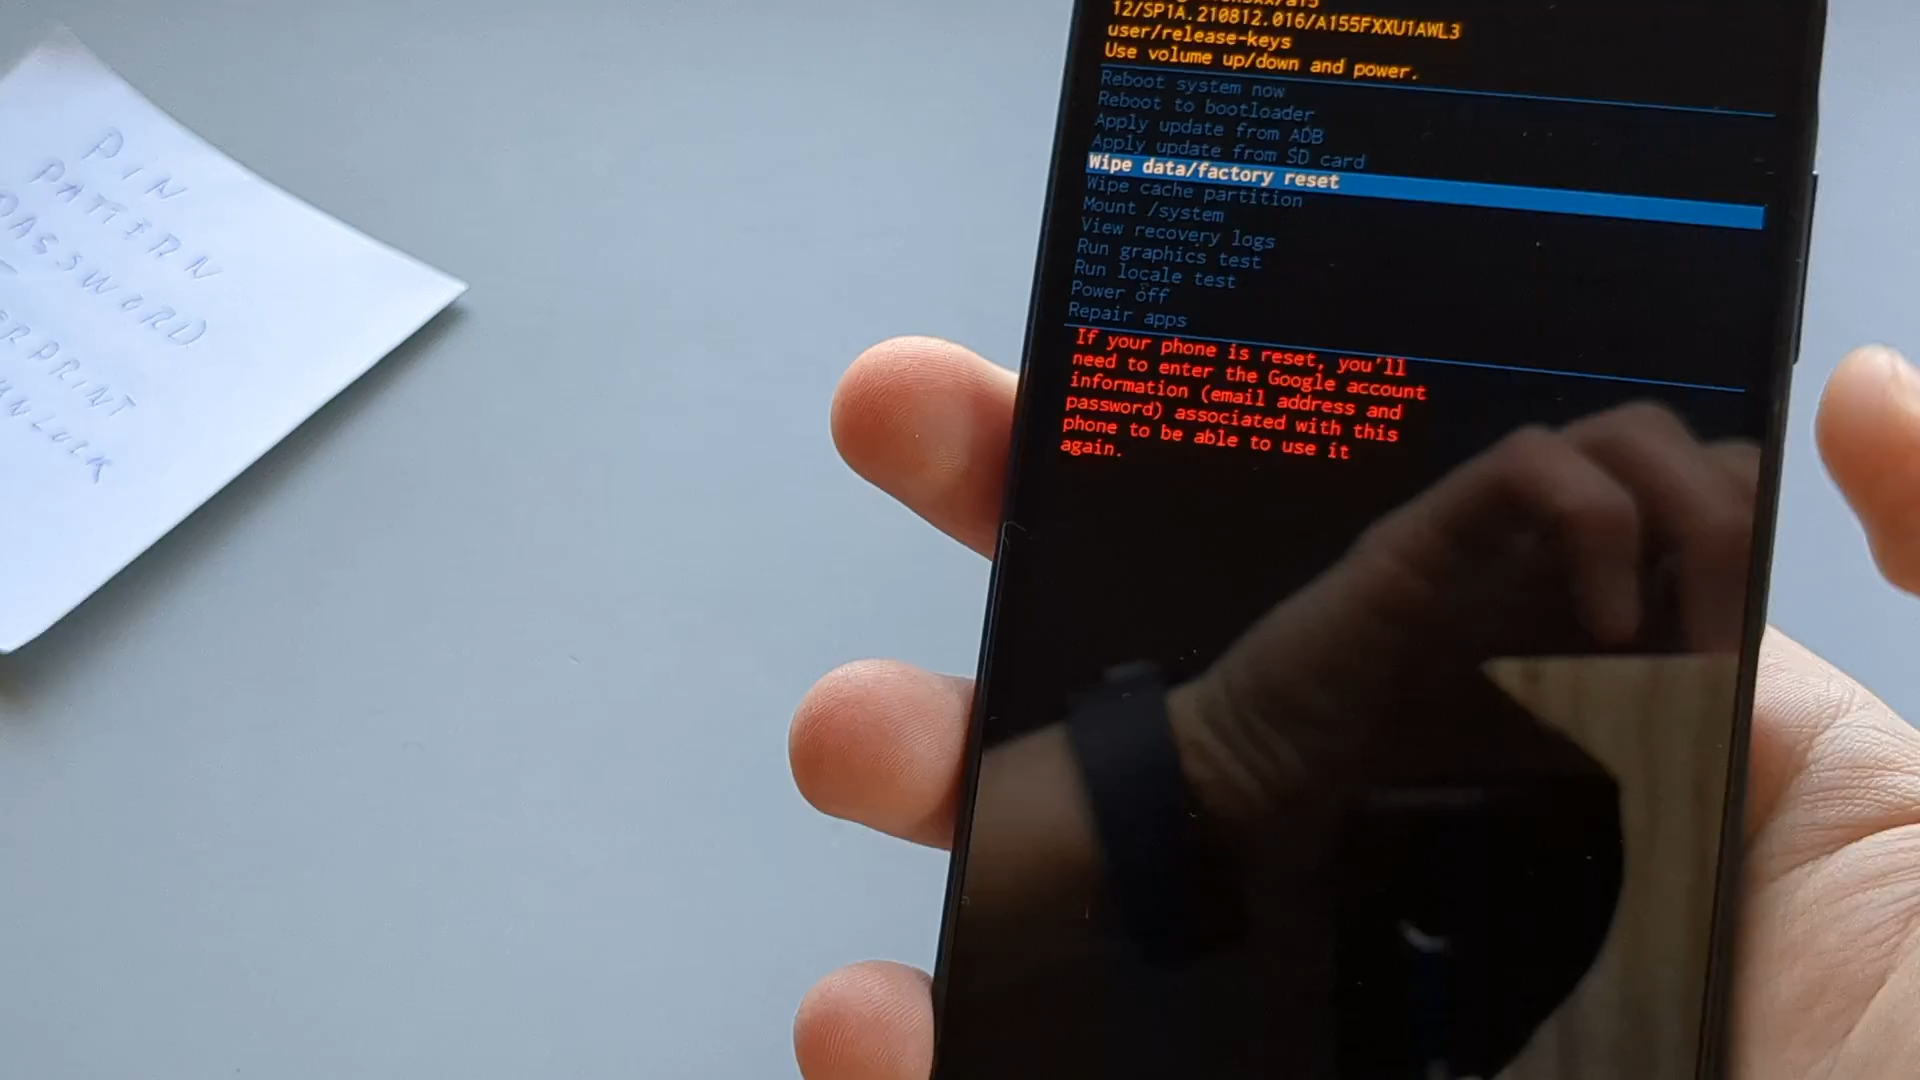 PIN
PATTERN
PASSWORD
UNLOCK
12/SP1A.210812.016/A155FXXU1AWL3
user/release-keys
Use volume up/down and power.
Reboot system now
Reboot to bootloader
Apply update from ADB
Apply update from SD card
Wipe data/factory reset
Wipe cache partition
Mount /system
View recovery logs
Run graphics test
Run locale test
Power off
Repair apps
If your phone is reset, you'll
need to enter the Google account
information (email address and
password) associated with this
phone to be able to use it
again.